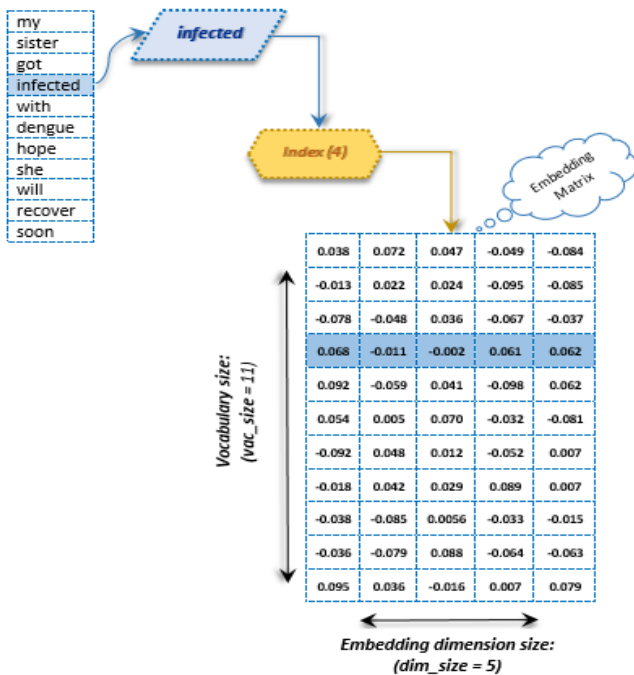 my
sister
got
infected
with
dengue
hope
she
will
recover
soon
infected
Index (4)
Embedding
Matrix
0.038 0.072 0.047 -0.049 -0.084
-0.013 0.022 0.024 -0.095 -0.085
-0.078 -0.048 0.036 -0.067 -0.037
0.068 -0.011 -0.002 0.061 0.062
0.092 -0.059 0.041 -0.098 0.062
0.054 0.005 0.070 -0.032 -0.081
-0.092 0.048 0.012 -0.052 0.007
-0.018 0.042 0.029 0.089 0.007
-0.038 -0.085 0.0056 -0.033 -0.015
-0.036 -0.079 0.088 -0.064 -0.063
0.095 0.036 -0.016 0.007 0.079
Vocabulary size:
(vac_size = 11)
Embedding dimension size:
(dim_size = 5)